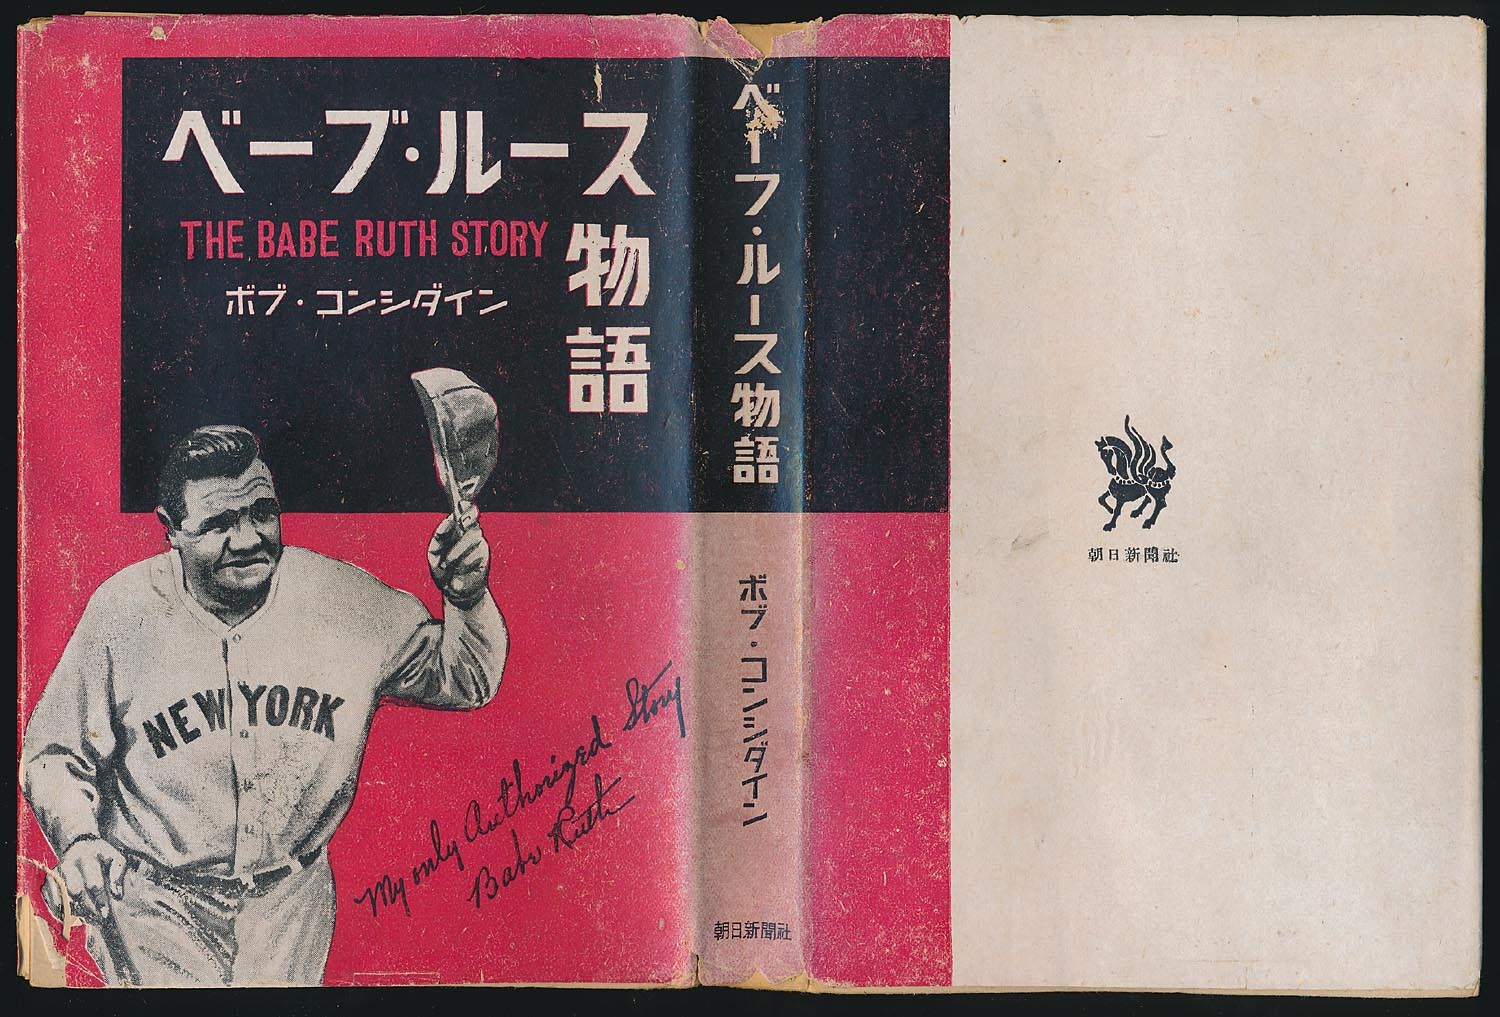 ベーブ・ルース物語
THE BABE RUTH STORY
ボブ・コンシダイン
NEW YORK
My only Authorized Story
Babe Ruth
ベーブ・ルース物語
ボブ・コンシダイン
朝日新聞社
朝日新聞社